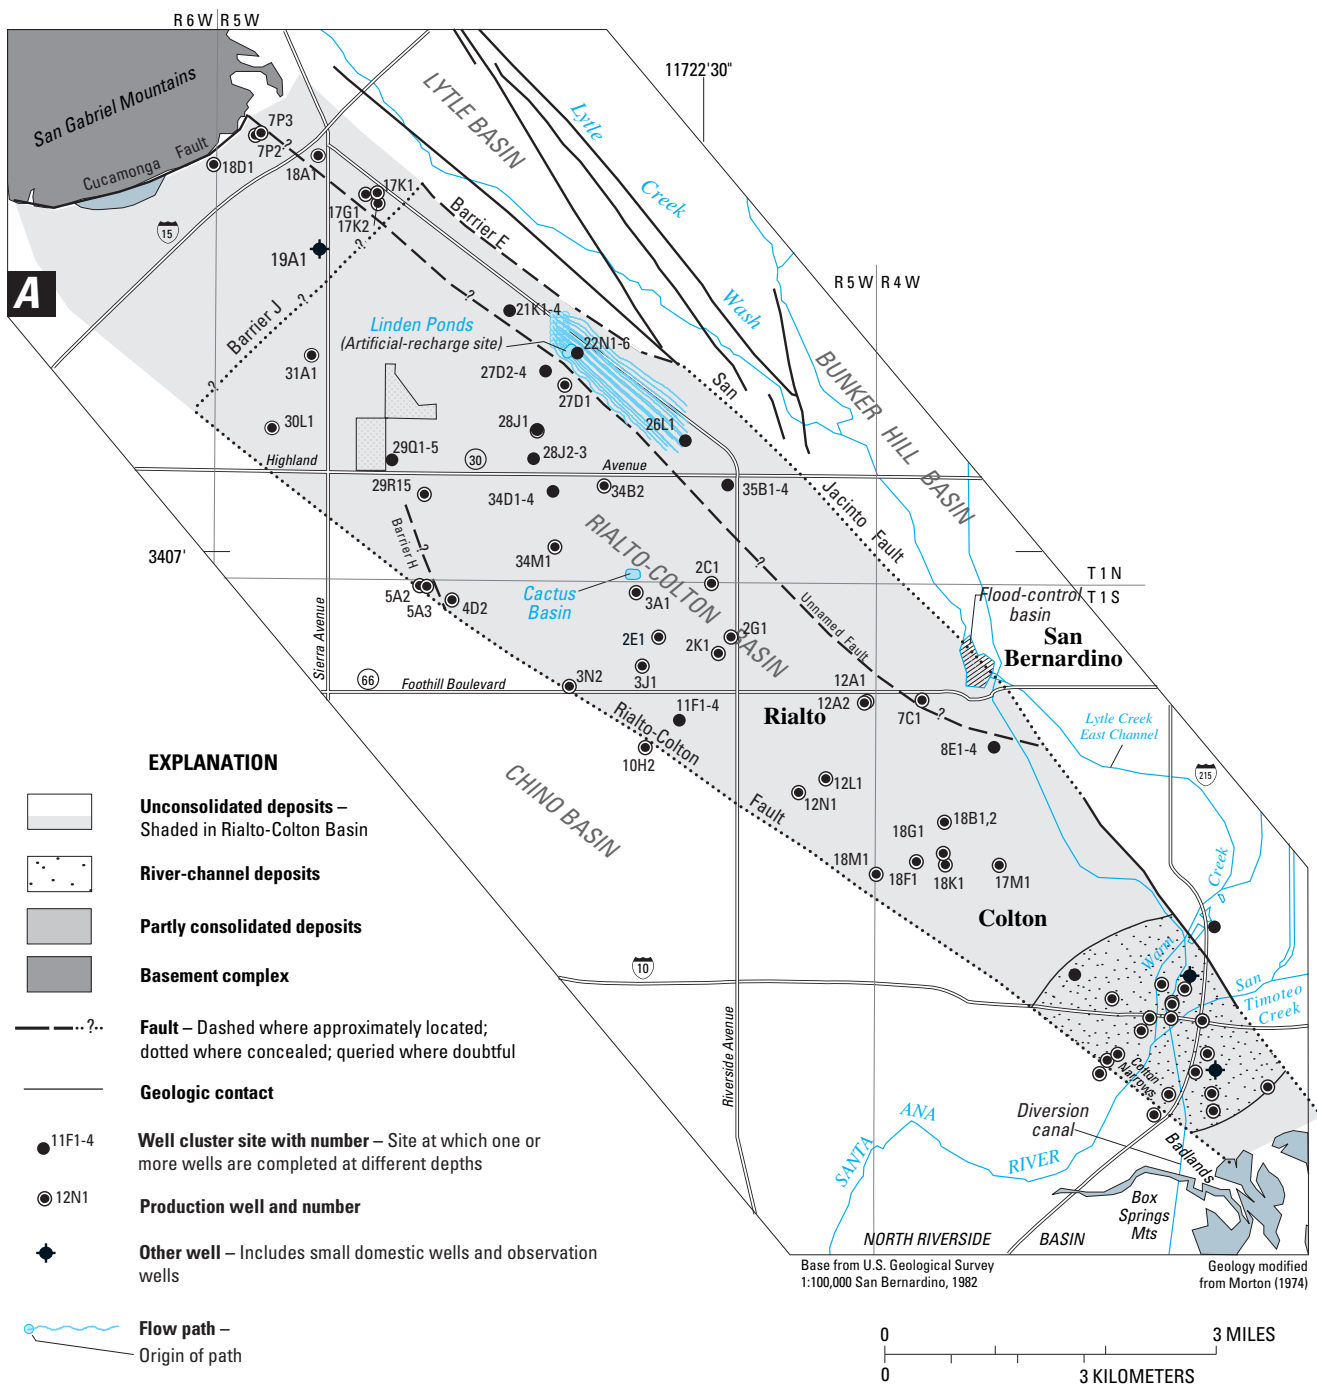 R 6 W
R 5 W
11722'30"
San Gabriel Mountains
Cucamonga Fault
7P3
7P2
18D1
18A1
15
17K1
17G1
17K2
?
LYTLE BASIN
Lytle
Creek
Wash
Barrier E
19A1
?
A
Barrier J
?
?
?
R 5 W
R 4 W
21K1-4
Linden Ponds
(Artificial-recharge site)
22N1-6
31A1
27D2-4
27D1
San
BUNKER HILL BASIN
30L1
28J1
26L1
29Q1-5
28J2-3
Highland
30
Avenue
29R15
34D1-4
34B2
35B1-4
Jacinto Fault
Barrier H
?
RIALTO-COLTON BASIN
3407'
34M1
?
2C1
T 1 N
T 1 S
Cactus
Basin
3A1
5A2
5A3
4D2
Unnamed Fault
Flood-control
basin
San
Bernardino
Sierra Avenue
2E1
2G1
2K1
3J1
66
Foothill Boulevard
3N2
12A1
12A2
7C1
?
Rialto-Colton
Fault
11F1-4
Rialto
Lytle Creek
East Channel
8E1-4
10H2
215
CHINO BASIN
12L1
12N1
18G1
18B1,2
18M1
18F1
18K1
17M1
Colton
Creek
Warm
10
San
Timoteo
Creek
Riverside Avenue
Colton
Narrows
Diversion
canal
ANA
SANTA
RIVER
Badlands
Box
Springs
Mts
NORTH RIVERSIDE
BASIN
Base from U.S. Geological Survey
1:100,000 San Bernardino, 1982
Geology modified
from Morton (1974)
EXPLANATION
Unconsolidated deposits –
Shaded in Rialto-Colton Basin
River-channel deposits
Partly consolidated deposits
Basement complex
?
Fault – Dashed where approximately located;
dotted where concealed; queried where doubtful
Geologic contact
11F1-4
Well cluster site with number – Site at which one or
more wells are completed at different depths
12N1
Production well and number
Other well – Includes small domestic wells and observation
wells
Flow path –
Origin of path
0
3 MILES
0
3 KILOMETERS